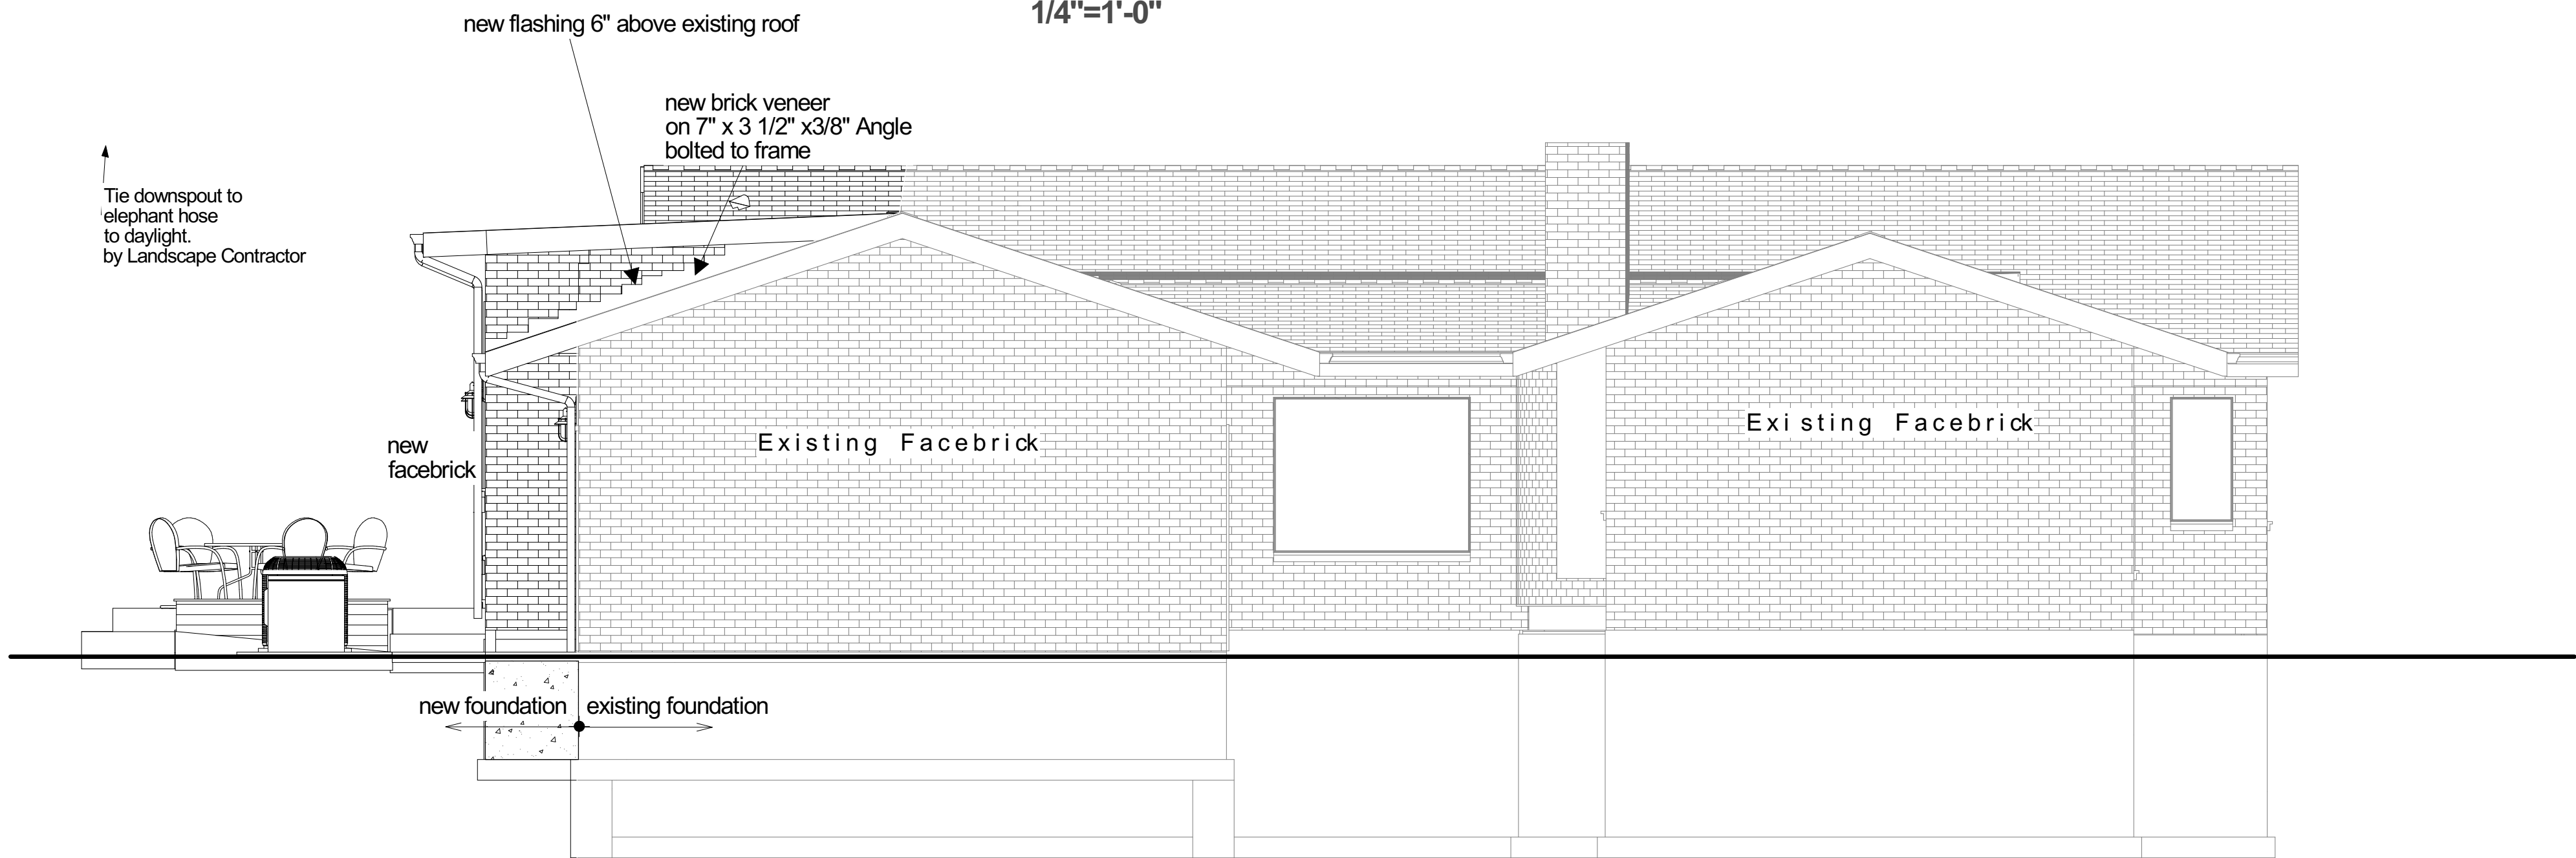 1/4"=1'-0"
new flashing 6" above existing roof
new brick veneer
on 7" x 3 1/2" x3/8" Angle
bolted to frame
Tie downspout to
elephant hose
to daylight.
by Landscape Contractor
Existing Facebrick
Existing Facebrick
new
facebrick
new foundation
existing foundation